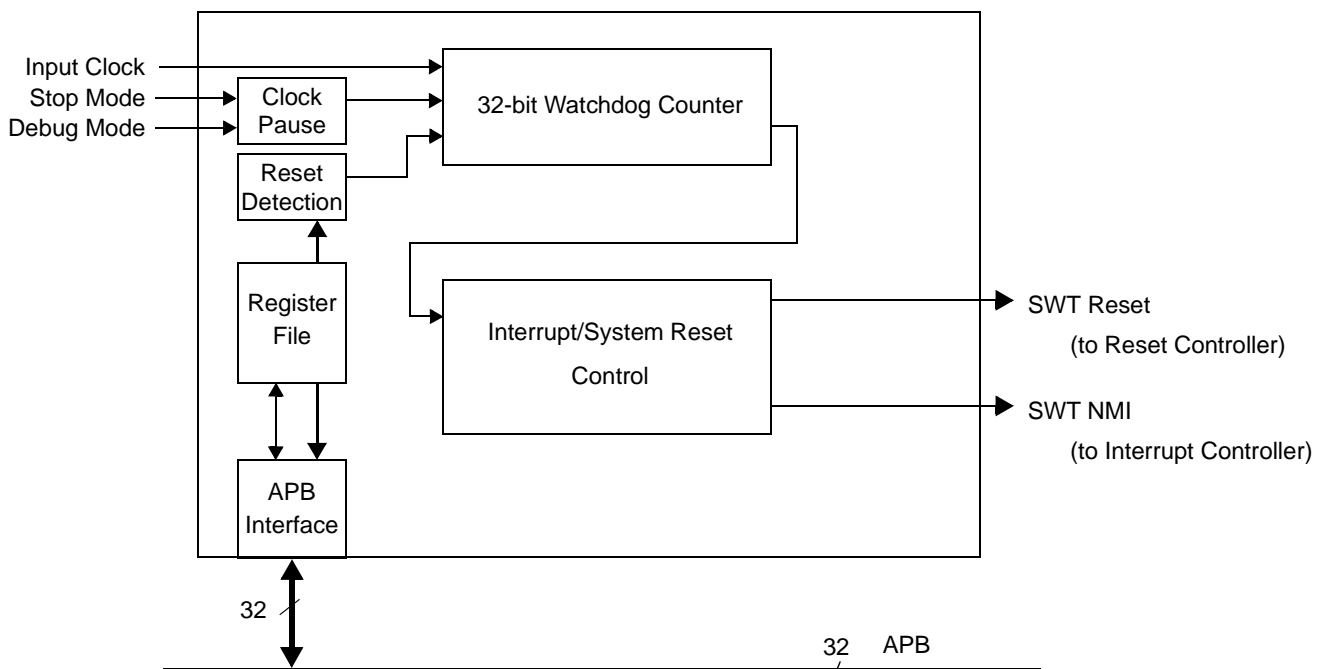 Input Clock
Stop Mode
Debug Mode
Clock
Pause
32-bit Watchdog Counter
Reset
Detection
Register
File
Interrupt/System Reset
Control
SWT Reset
(to Reset Controller)
SWT NMI
(to Interrupt Controller)
APB
Interface
32
32 APB